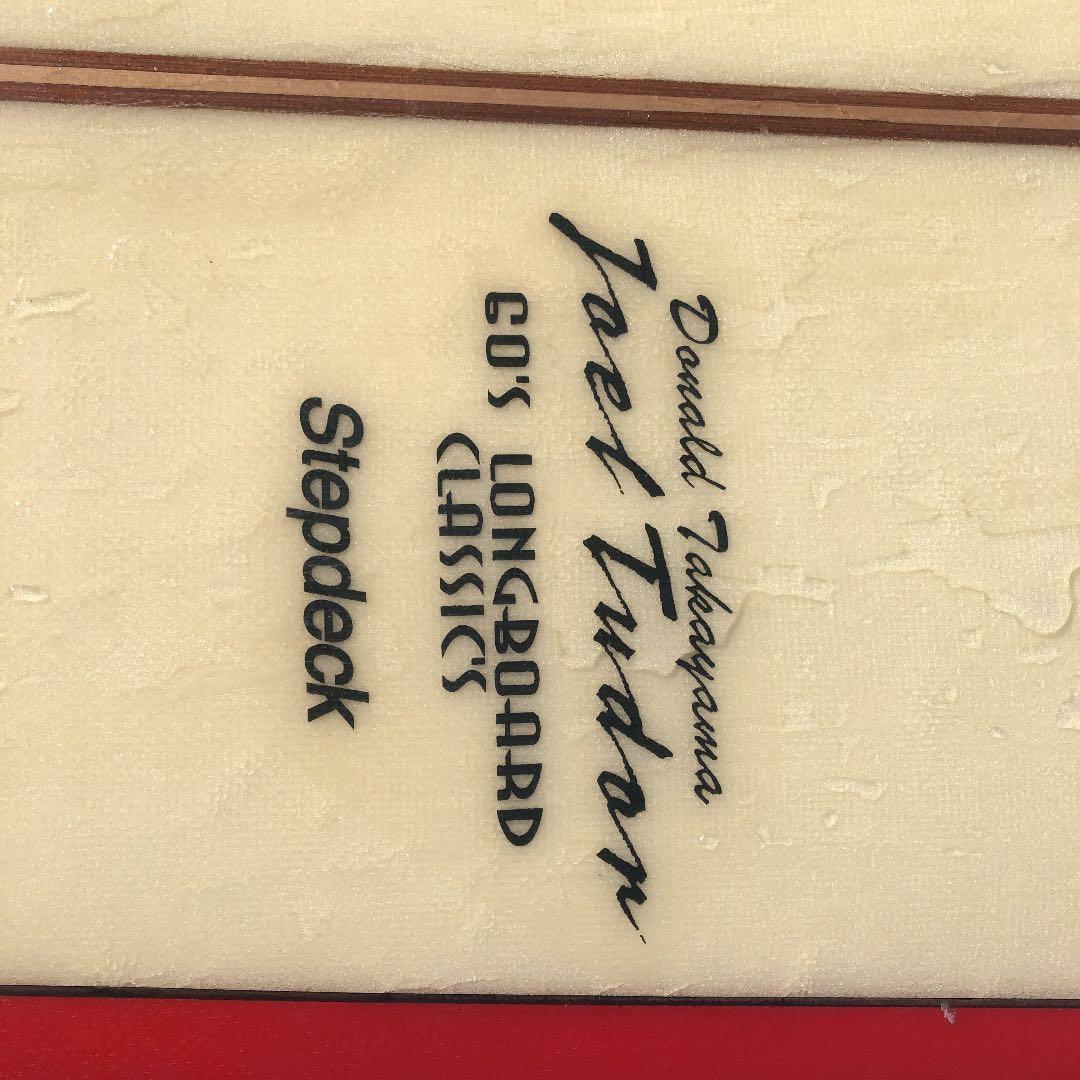 Donald Takayama
Joel Tudor
60's LONGBOARD
CLASSIC'S
Stepdeck